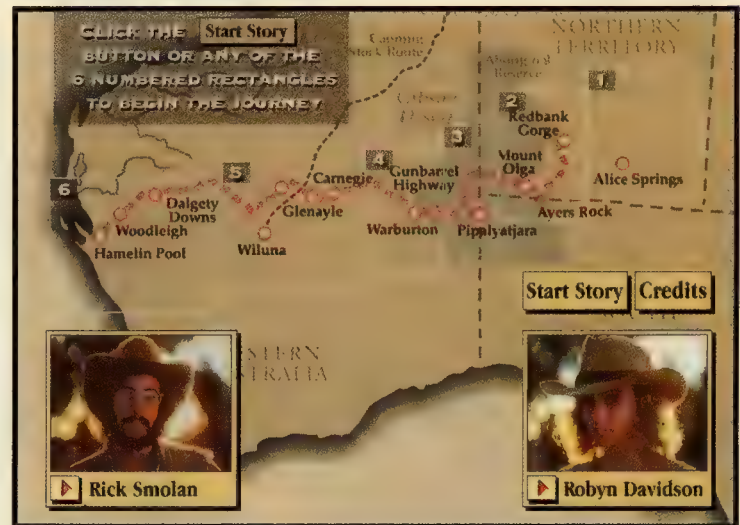 CLICK THE Start Story
BUTTON OR ANY OF THE
6 NUMBERED RECTANGLES
TO BEGIN THE JOURNEY
Canning
Stock Route
NORTHERN
TERRITORY
Aboriginal
Reserve
1
2
Redbank
Gorge
Gibson
Desert
3
Mount
Olga
Alice Springs
4
Gunbarrel
Highway
5
Carnegie
6
Dalgety
Downs
Glenayle
Ayers Rock
Woodleigh
Warburton
Pipalyatjara
Hamelin Pool
Wiluna
Start Story
Credits
Rick Smolan
Robyn Davidson